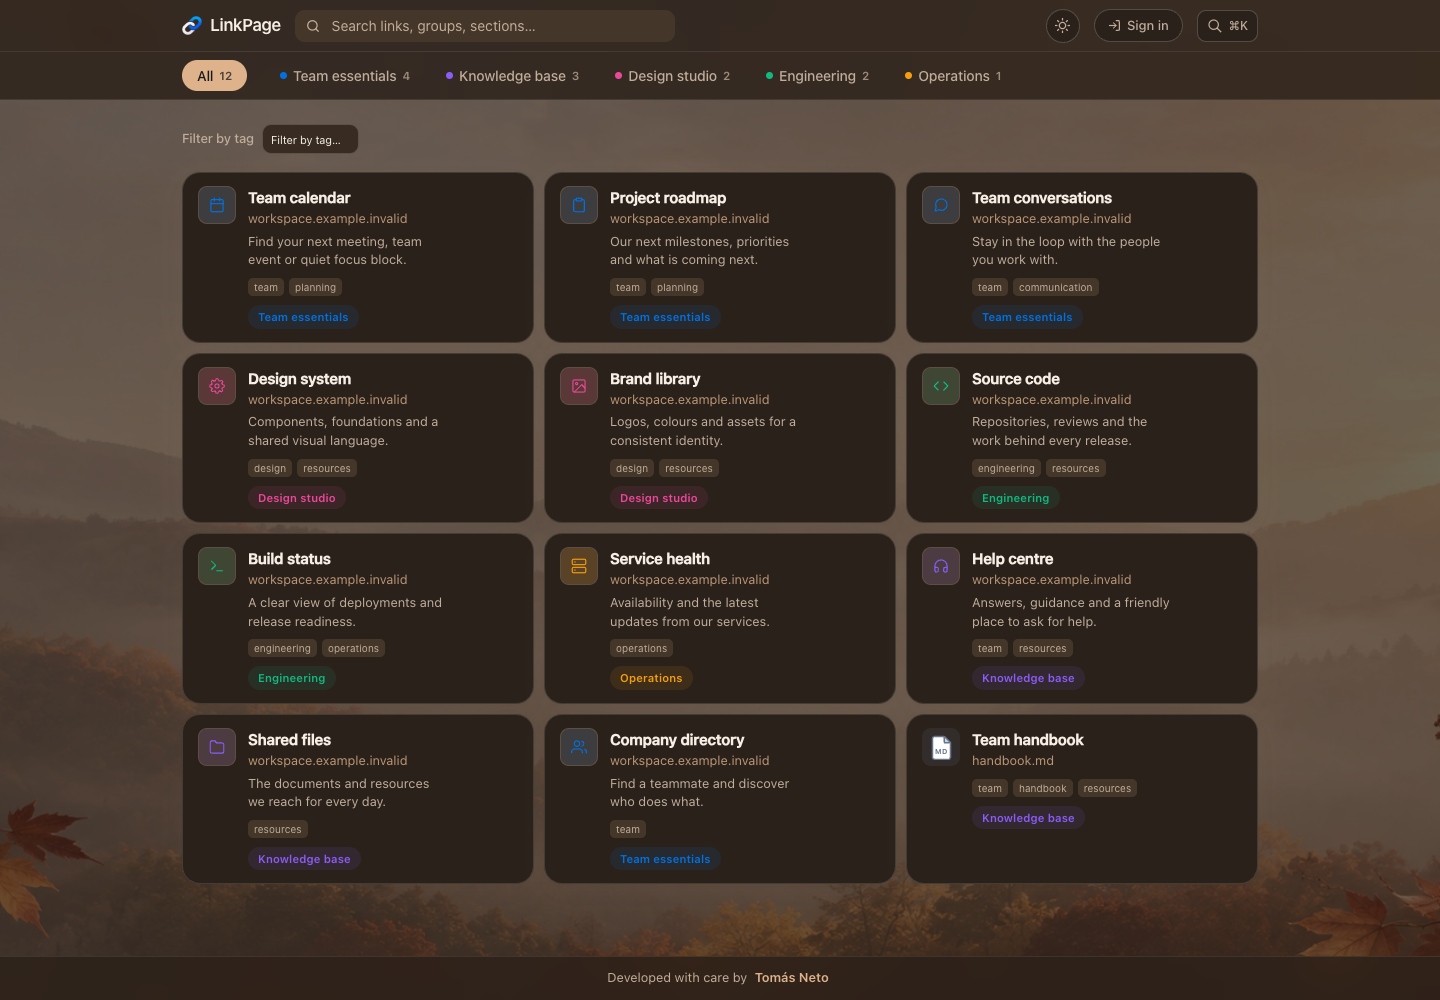 LinkPage
Search links, groups, sections...
Sign in
⌘K
All 12
Team essentials 4
Knowledge base 3
Design studio 2
Engineering 2
Operations 1
Filter by tag
Filter by tag...
Team calendar
workspace.example.invalid
Find your next meeting, team
event or quiet focus block.
team planning
Team essentials
Project roadmap
workspace.example.invalid
Our next milestones, priorities
and what is coming next.
team planning
Team essentials
Team conversations
workspace.example.invalid
Stay in the loop with the people
you work with.
team communication
Team essentials
Design system
workspace.example.invalid
Components, foundations and a
shared visual language.
design resources
Design studio
Brand library
workspace.example.invalid
Logos, colours and assets for a
consistent identity.
design resources
Design studio
Source code
workspace.example.invalid
Repositories, reviews and the
work behind every release.
engineering resources
Engineering
Build status
workspace.example.invalid
A clear view of deployments and
release readiness.
engineering operations
Engineering
Service health
workspace.example.invalid
Availability and the latest
updates from our services.
operations
Operations
Help centre
workspace.example.invalid
Answers, guidance and a friendly
place to ask for help.
team resources
Knowledge base
Shared files
workspace.example.invalid
The documents and resources
we reach for every day.
resources
Knowledge base
Company directory
workspace.example.invalid
Find a teammate and discover
who does what.
team
Team essentials
MD
Team handbook
handbook.md
team handbook resources
Knowledge base
Developed with care by Tomás Neto